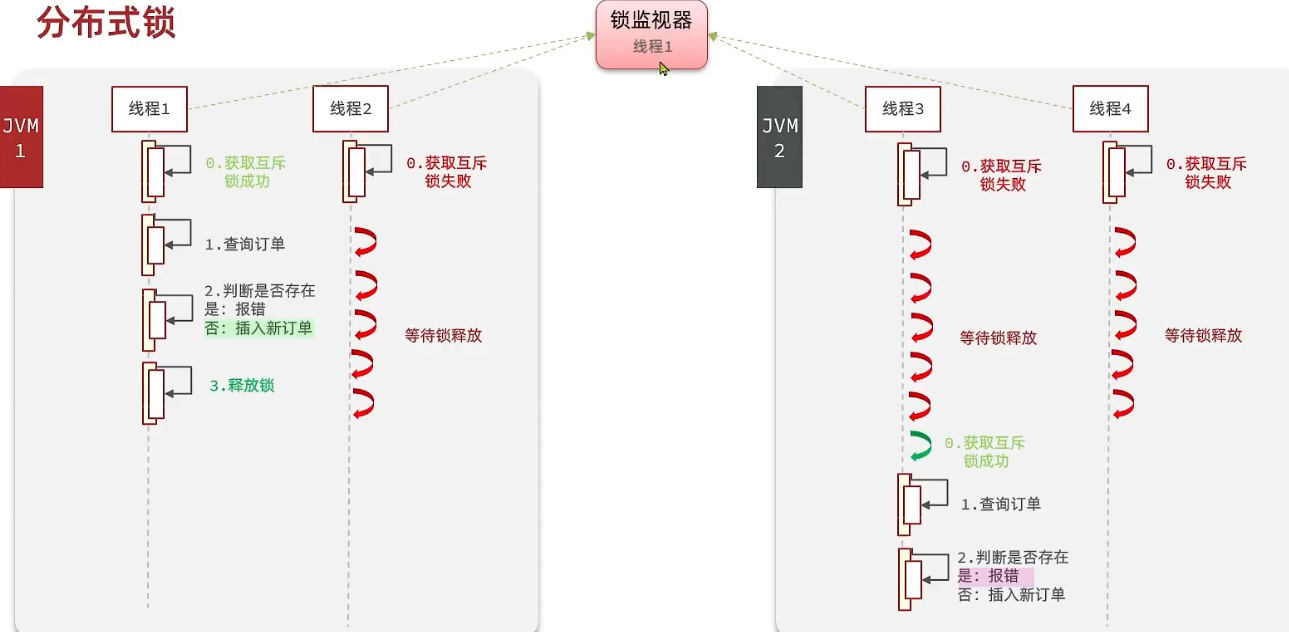 分布式锁
锁监视器
线程1
JVM
1
线程1
线程2
0.获取互斥
锁成功
0.获取互斥
锁失败
1.查询订单
2.判断是否存在
是: 报错
否: 插入新订单
等待锁释放
3.释放锁
JVM
2
线程3
线程4
0.获取互斥
锁失败
0.获取互斥
锁失败
等待锁释放
等待锁释放
0.获取互斥
锁成功
1.查询订单
2.判断是否存在
是: 报错
否: 插入新订单